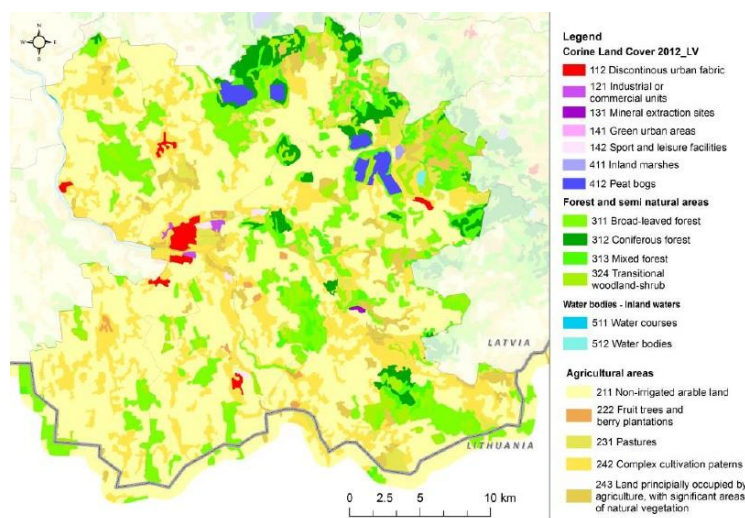 N
W E
S
LATVIA
LITHUANIA
0 2.5 5 10 km
Legend
Corine Land Cover 2012_LV
112 Discontinous urban fabric
121 Industrial or
commercial units
131 Mineral extraction sites
141 Green urban areas
142 Sport and leisure facilities
411 Inland marshes
412 Peat bogs
Forest and semi natural areas
311 Broad-leaved forest
312 Coniferous forest
313 Mixed forest
324 Transitional
woodland-shrub
Water bodies - inland waters
511 Water courses
512 Water bodies
Agricultural areas
211 Non-irrigated arable land
222 Fruit trees and
berry plantations
231 Pastures
242 Complex cultivation paterns
243 Land principially occupied by
agriculture, with significant areas
of natural vegetation